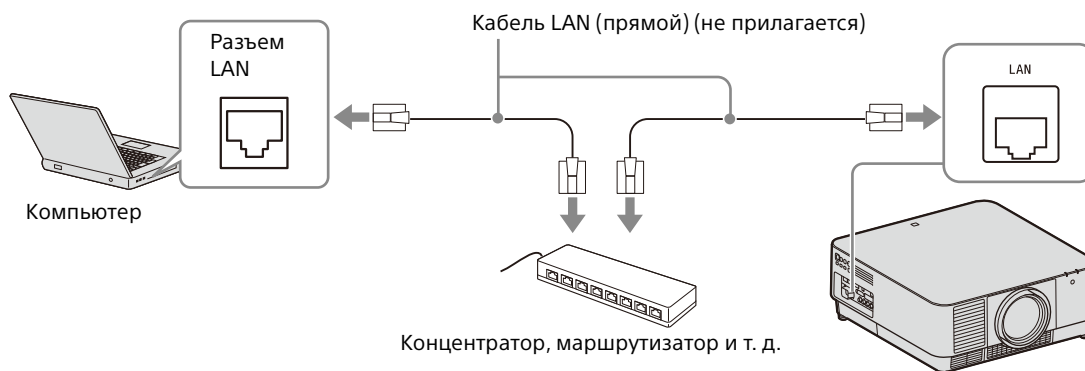 Кабель LAN (прямой) (не прилагается)
Разъем
LAN
LAN
Компьютер
Концентратор, маршрутизатор и т. д.